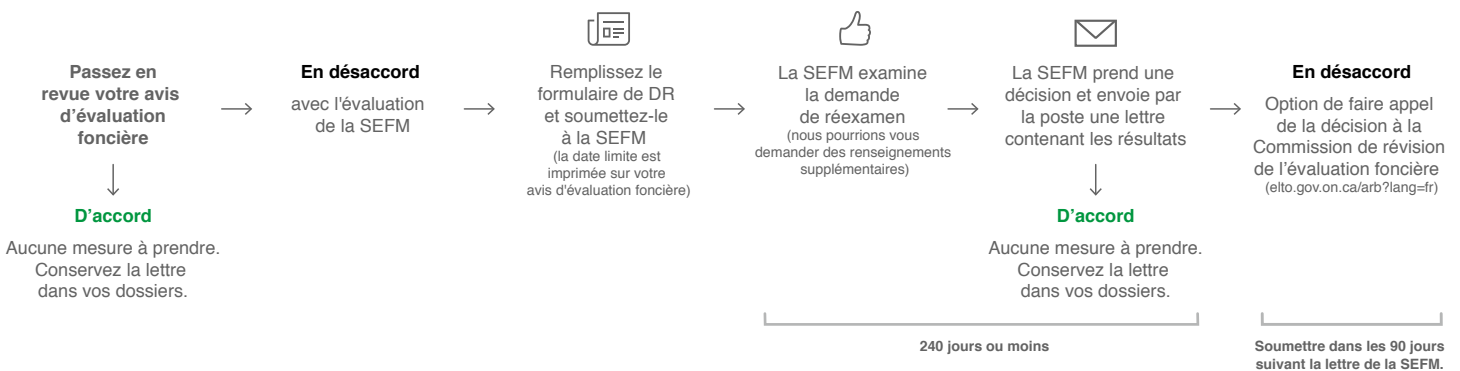 Passez en
revue votre avis
d'évaluation
foncière
D'accord
Aucune mesure à prendre.
Conservez la lettre
dans vos dossiers.
En désaccord
avec l'évaluation
de la SEFM
Remplissez le
formulaire de DR
et soumettez-le
à la SEFM
(la date limite est
imprimée sur votre
avis d'évaluation foncière)
La SEFM examine
la demande
de réexamen
(nous pourrions vous
demander des renseignements
supplémentaires)
La SEFM prend une
décision et envoie par
la poste une lettre
contenant les résultats
D'accord
Aucune mesure à prendre.
Conservez la lettre
dans vos dossiers.
240 jours ou moins
En désaccord
Option de faire appel
de la décision à la
Commission de révision
de l'évaluation foncière
(elto.gov.on.ca/arb?lang=fr)
Soumettre dans les 90 jours
suivant la lettre de la SEFM.